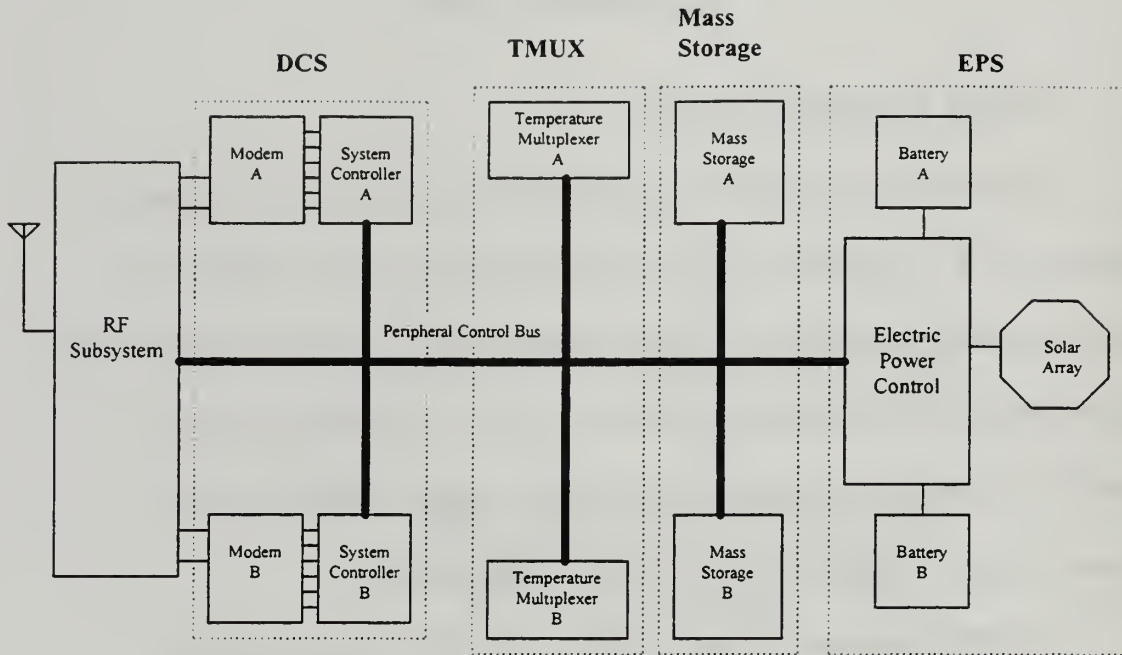 Mass
Storage
DCS
TMUX
EPS
Modem
A
System
Controller
A
Temperature
Multiplexer
A
Mass
Storage
A
Battery
A
RF
Subsystem
Peripheral Control Bus
Electric
Power
Control
Solar
Array
Modem
B
System
Controller
B
Temperature
Multiplexer
B
Mass
Storage
B
Battery
B